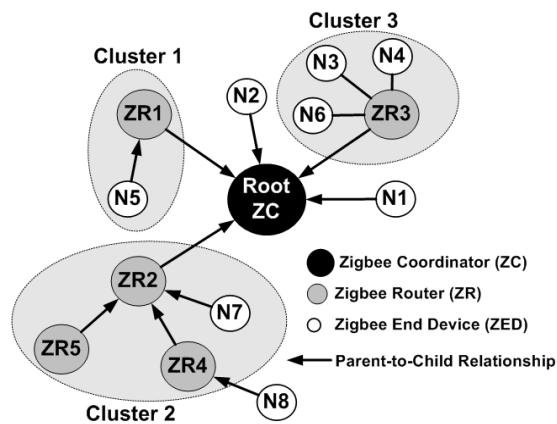 Cluster 3
Cluster 1
N4
N3
N2
ZR1
N6
ZR3
Root
ZC
N5
N1
Zigbee Coordinator (ZC)
ZR2
Zigbee Router (ZR)
N7
Zigbee End Device (ZED)
ZR5
ZR4
Parent-to-Child Relationship
N8
Cluster 2